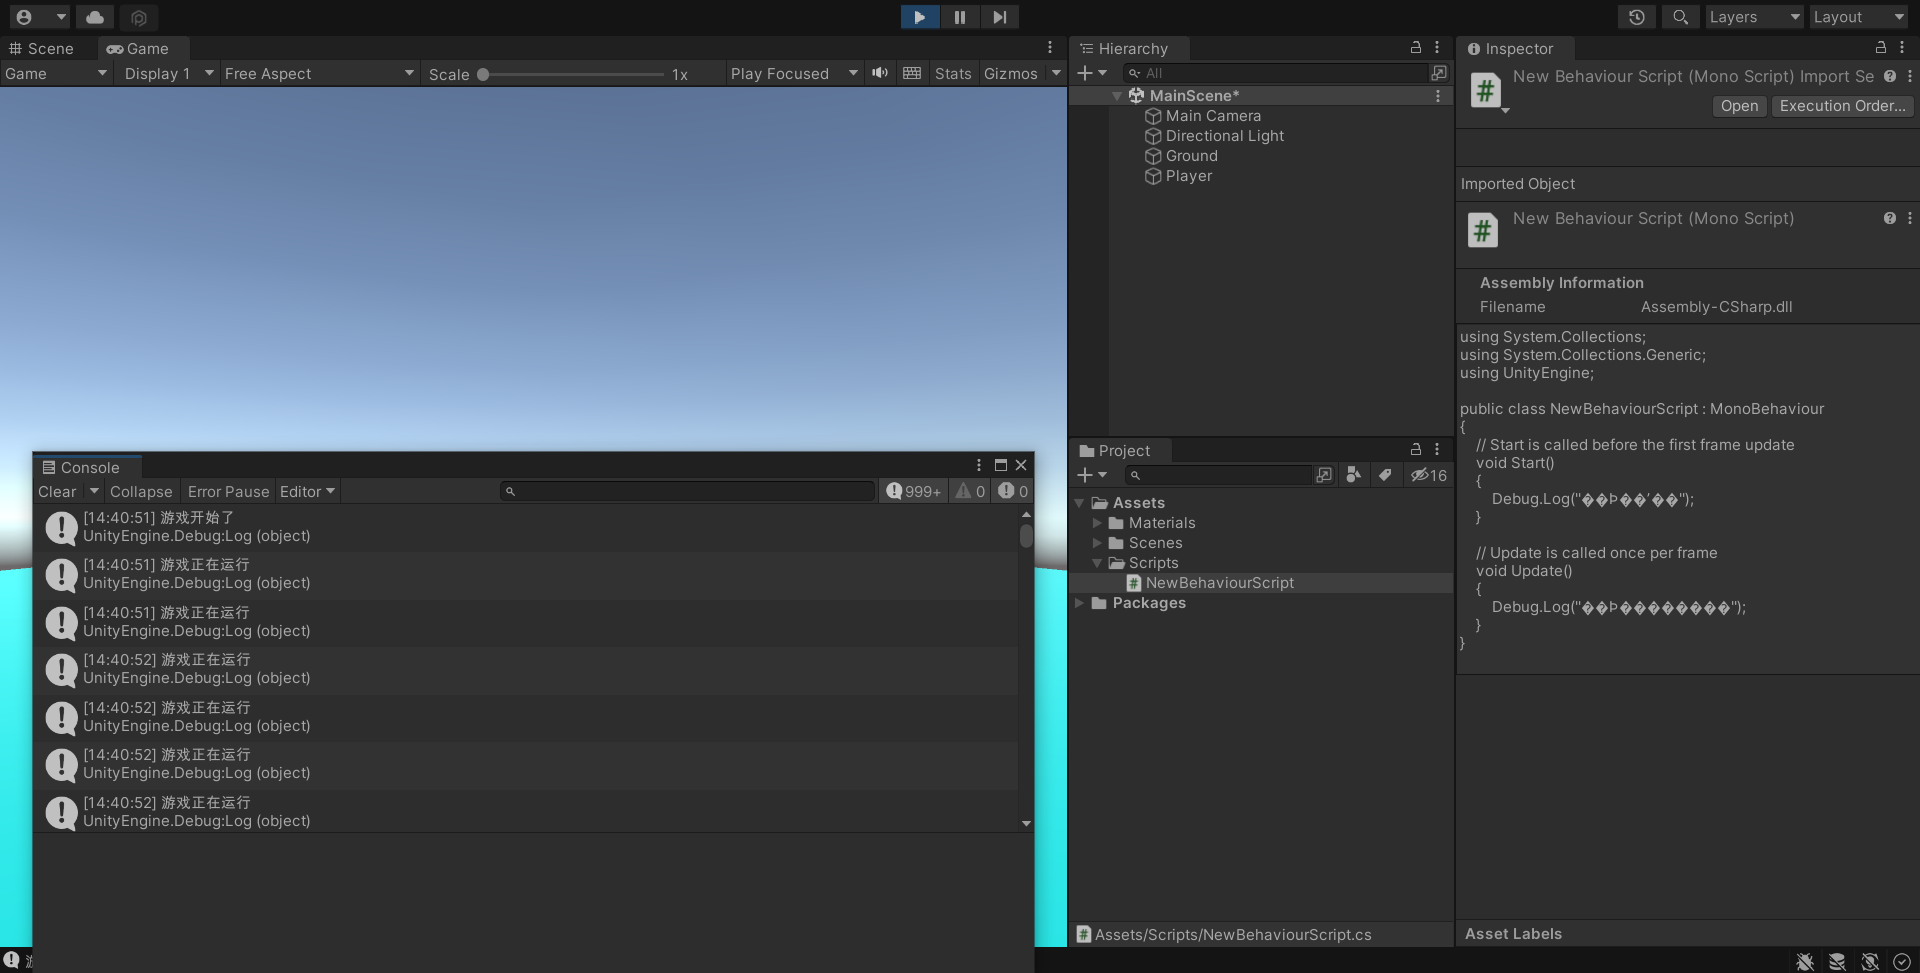 Layers
Layout
Scene
Game
Game
Display 1
Free Aspect
Scale
1x
Play Focused
Stats
Gizmos
Hierarchy
All
MainScene*
Main Camera
Directional Light
Ground
Player
Console
Clear
Collapse
Error Pause
Editor
999+
0
0
[14:40:51] 游戏开始了
UnityEngine.Debug:Log (object)
[14:40:51] 游戏正在运行
UnityEngine.Debug:Log (object)
[14:40:51] 游戏正在运行
UnityEngine.Debug:Log (object)
[14:40:52] 游戏正在运行
UnityEngine.Debug:Log (object)
[14:40:52] 游戏正在运行
UnityEngine.Debug:Log (object)
[14:40:52] 游戏正在运行
UnityEngine.Debug:Log (object)
[14:40:52] 游戏正在运行
UnityEngine.Debug:Log (object)
Project
16
Assets
Materials
Scenes
Scripts
NewBehaviourScript
Packages
Assets/Scripts/NewBehaviourScript.cs
Inspector
New Behaviour Script (Mono Script) Import Se
Open
Execution Order...
Imported Object
New Behaviour Script (Mono Script)
Assembly Information
Filename Assembly-CSharp.dll
using System.Collections;
using System.Collections.Generic;
using UnityEngine;
public class NewBehaviourScript : MonoBehaviour
{
// Start is called before the first frame update
void Start()
{
Debug.Log("��Ϸ��ʼ��");
}
// Update is called once per frame
void Update()
{
Debug.Log("��Ϸ��������");
}
}
Asset Labels